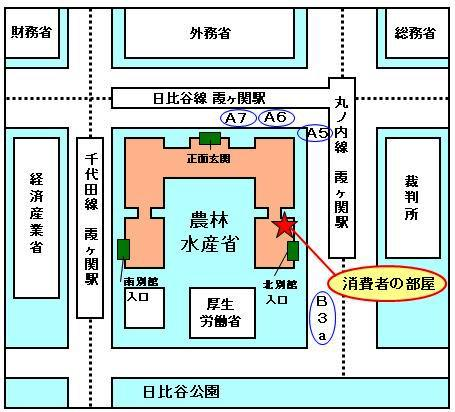 財務省
外務省
総務省
日比谷線 霞ヶ関駅
A7
A6
A5
丸ノ内線 霞ヶ関駅
千代田線 霞ヶ関駅
正面玄関
経済産業省
裁判所
農林
水産省
南別館
入口
北別館
入口
消費者の部屋
厚生
労働省
B3a
日比谷公園